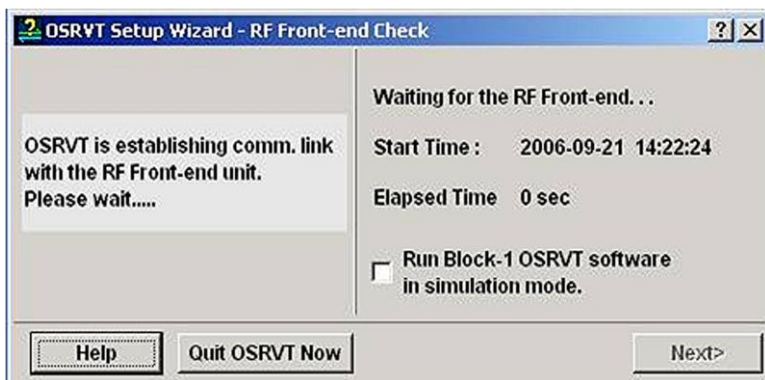 OSRVT Setup Wizard - RF Front-end Check
OSRVT is establishing comm. link
with the RF Front-end unit.
Please wait.....
Waiting for the RF Front-end. . .
Start Time : 2006-09-21 14:22:24
Elapsed Time 0 sec
Run Block-1 OSRVT software
in simulation mode.
Help
Quit OSRVT Now
Next>